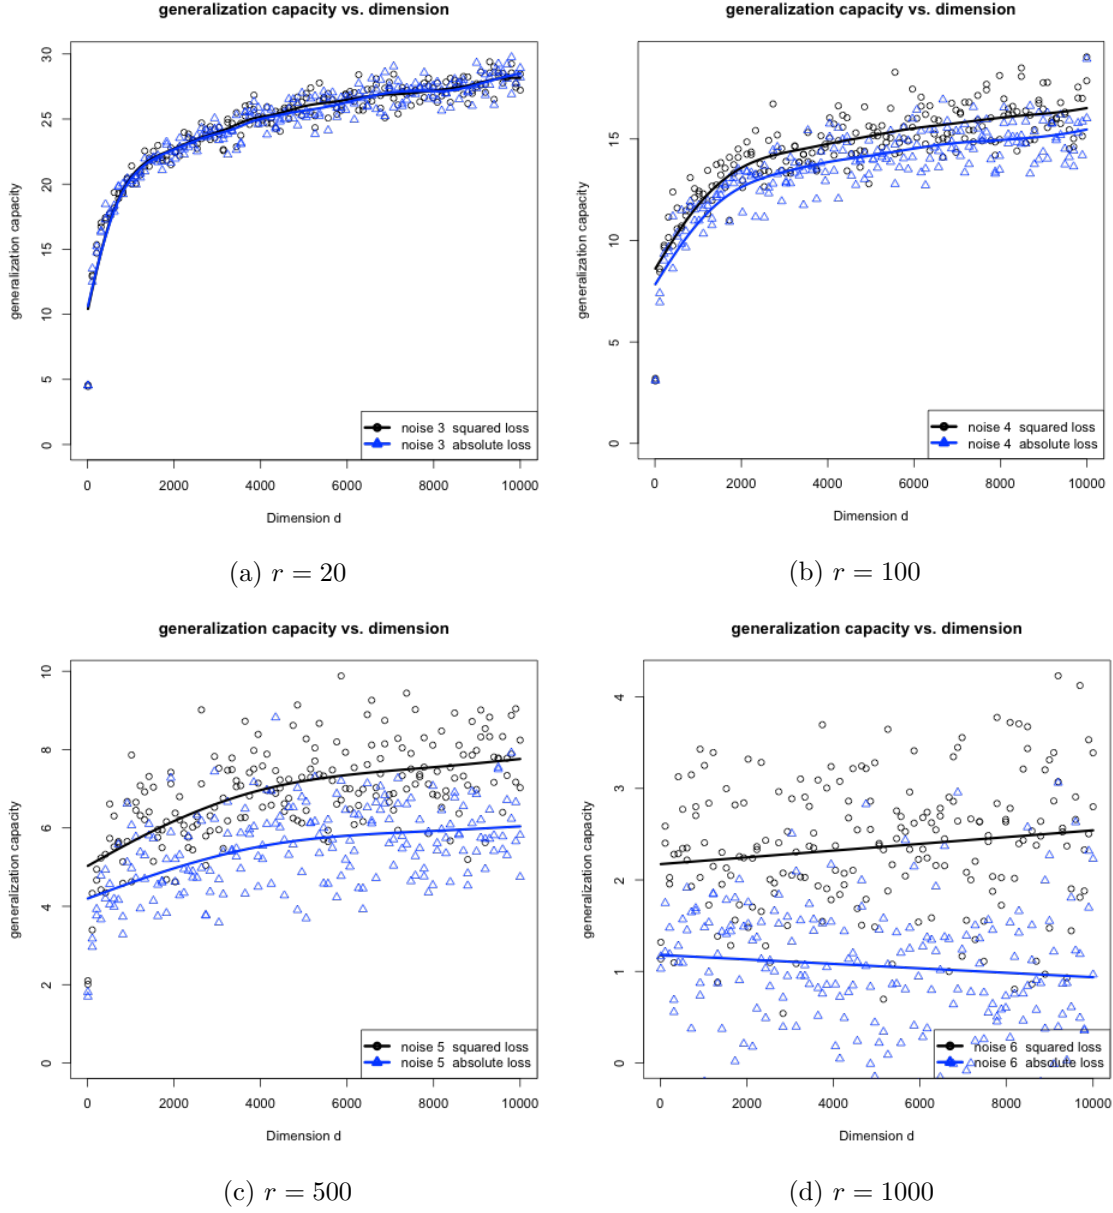 generalization capacity vs. dimension
generalization capacity
0
5
10
15
20
25
30
noise 3 squared loss
noise 3 absolute loss
0 2000 4000 6000 8000 10000
Dimension d
(a) r = 20
generalization capacity vs. dimension
generalization capacity
0
5
10
15
noise 4 squared loss
noise 4 absolute loss
0 2000 4000 6000 8000 10000
Dimension d
(b) r = 100
generalization capacity vs. dimension
generalization capacity
0
2
4
6
8
10
noise 5 squared loss
noise 5 absolute loss
0 2000 4000 6000 8000 10000
Dimension d
(c) r = 500
generalization capacity vs. dimension
generalization capacity
0
1
2
3
4
noise 6 squared loss
noise 6 absolute loss
0 2000 4000 6000 8000 10000
Dimension d
(d) r = 1000